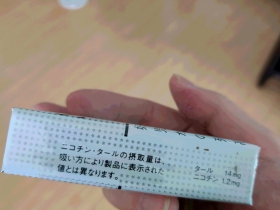 ニコチン・タールの摂取量は、
吸い方により製品に表示された
値とは異なります。
タール 14mg
ニコチン 1.2mg